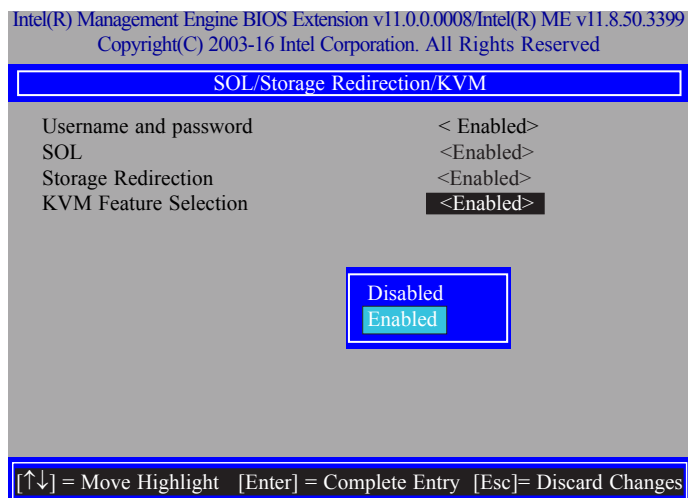 Intel(R) Management Engine BIOS Extension v11.0.0.0008/Intel(R) ME v11.8.50.3399
Copyright(C) 2003-16 Intel Corporation. All Rights Reserved
SOL/Storage Redirection/KVM
Username and password < Enabled>
SOL <Enabled>
Storage Redirection <Enabled>
KVM Feature Selection <Enabled>
Disabled
Enabled
[↑↓] = Move Highlight [Enter] = Complete Entry [Esc]= Discard Changes